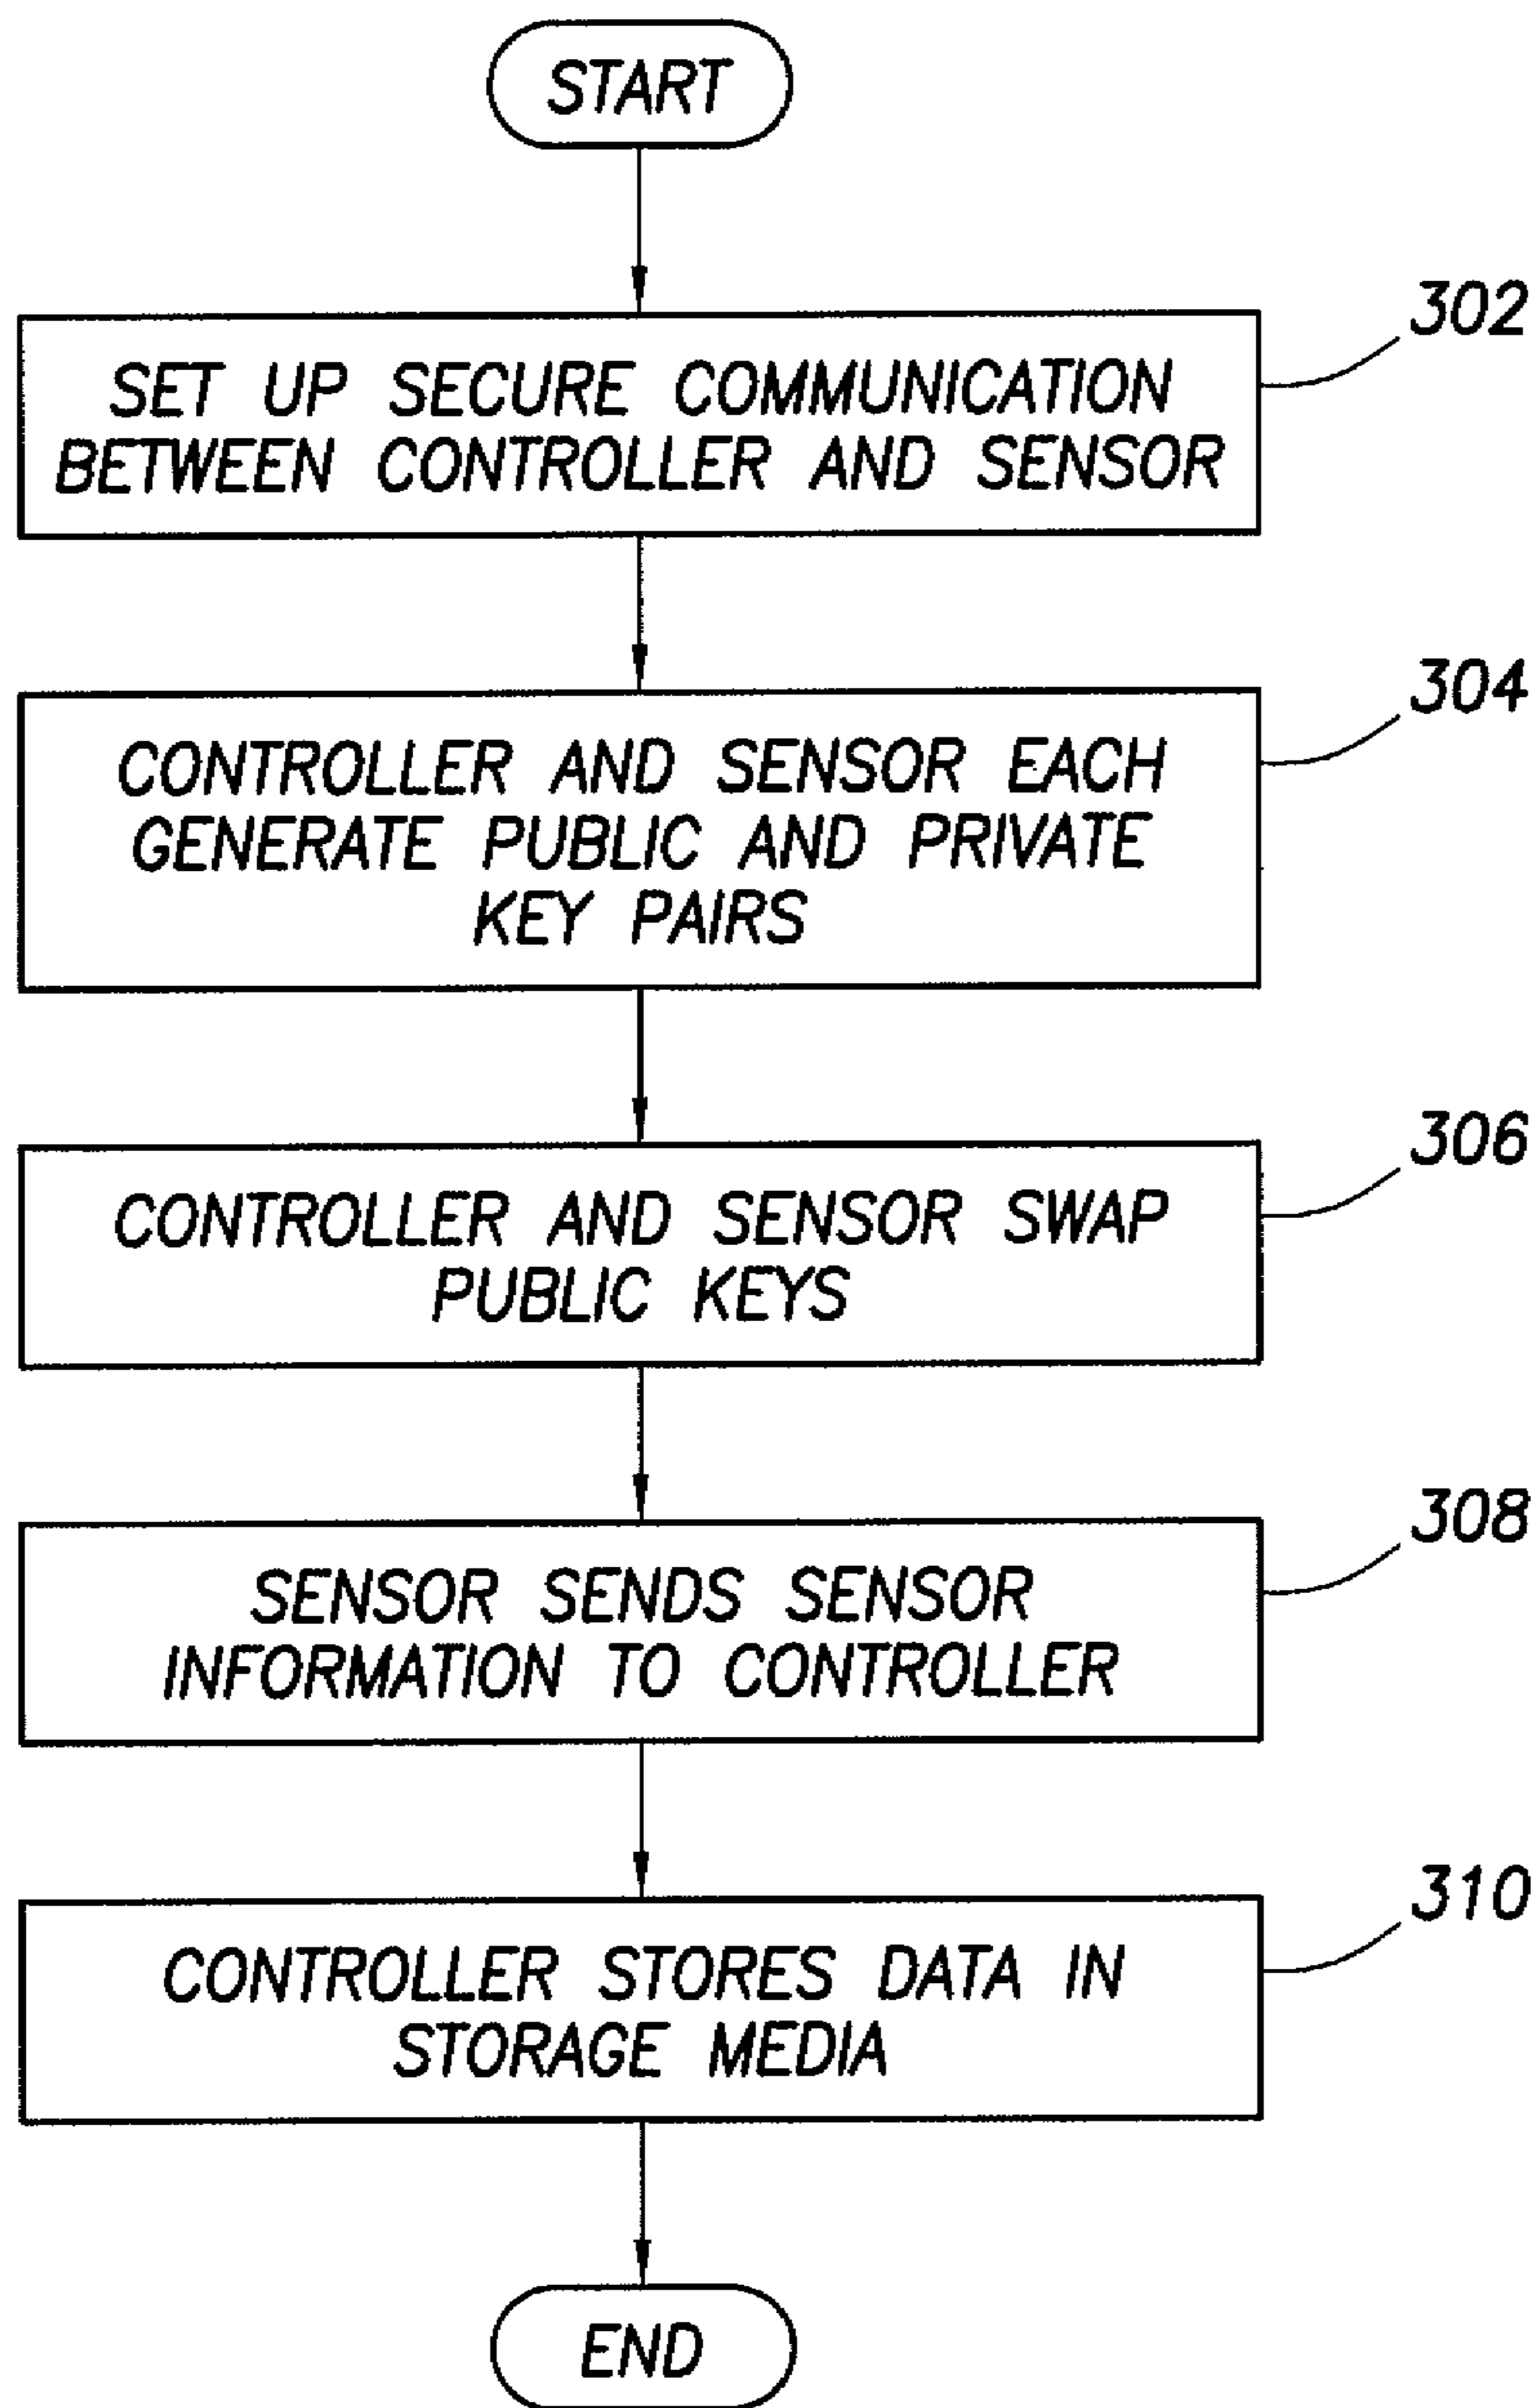 START
302
SET UP SECURE COMMUNICATION
BETWEEN CONTROLLER AND SENSOR
304
CONTROLLER AND SENSOR EACH
GENERATE PUBLIC AND PRIVATE
KEY PAIRS
306
CONTROLLER AND SENSOR SWAP
PUBLIC KEYS
308
SENSOR SENDS SENSOR
INFORMATION TO CONTROLLER
310
CONTROLLER STORES DATA IN
STORAGE MEDIA
END